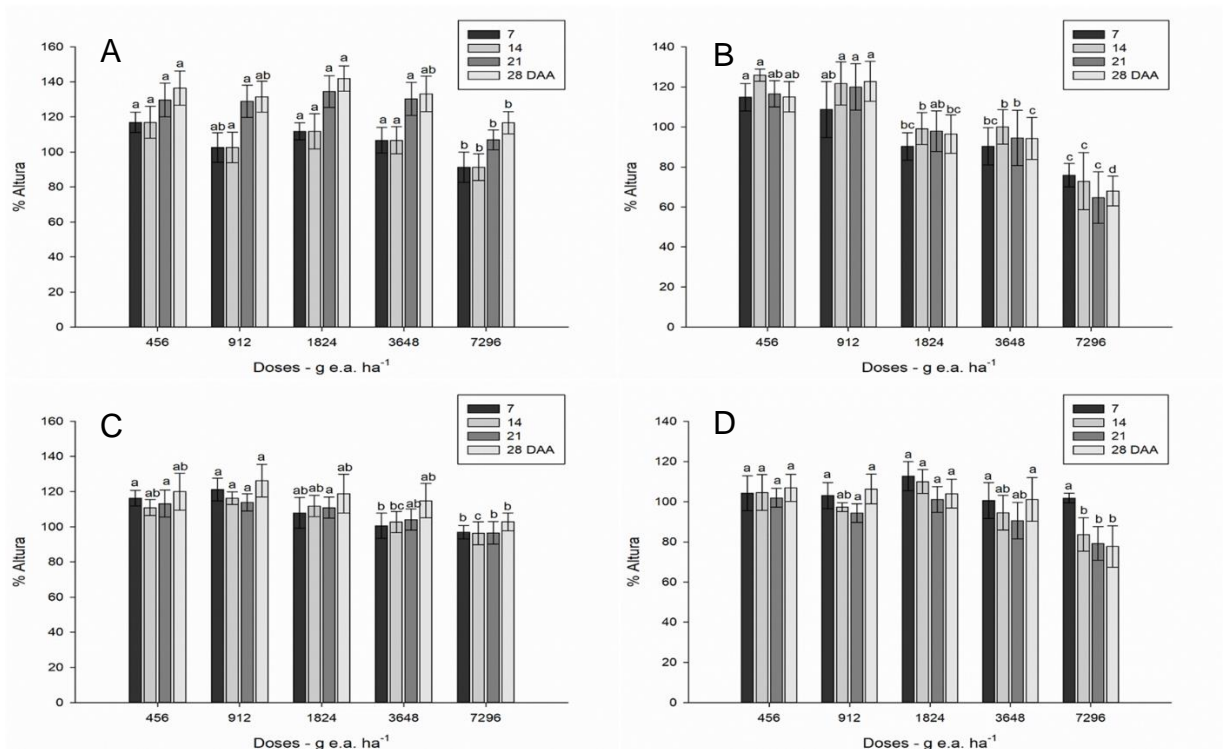 A
7
14
21
28 DAA
160
140
120
100
80
60
40
20
0
% Altura
a a a a
ab a a ab
a a a a
a a a ab
b b b b
456 912 1824 3648 7296
Doses - g e.a. ha⁻¹
B
7
14
21
28 DAA
140
120
100
80
60
40
20
0
% Altura
ab a ab ab
ab a a a
bc b ab bc
bc b b c
c c c d
456 912 1824 3648 7296
Doses - g e.a. ha⁻¹
C
7
14
21
28 DAA
160
140
120
100
80
60
40
20
0
% Altura
a ab a ab
a a a a
ab ab a ab
b bc ab ab
b c b b
456 912 1824 3648 7296
Doses - g e.a. ha⁻¹
D
7
14
21
28 DAA
140
120
100
80
60
40
20
0
% Altura
a a a a
a ab a a
a a a a
a ab ab a
a b b b
456 912 1824 3648 7296
Doses - g e.a. ha⁻¹